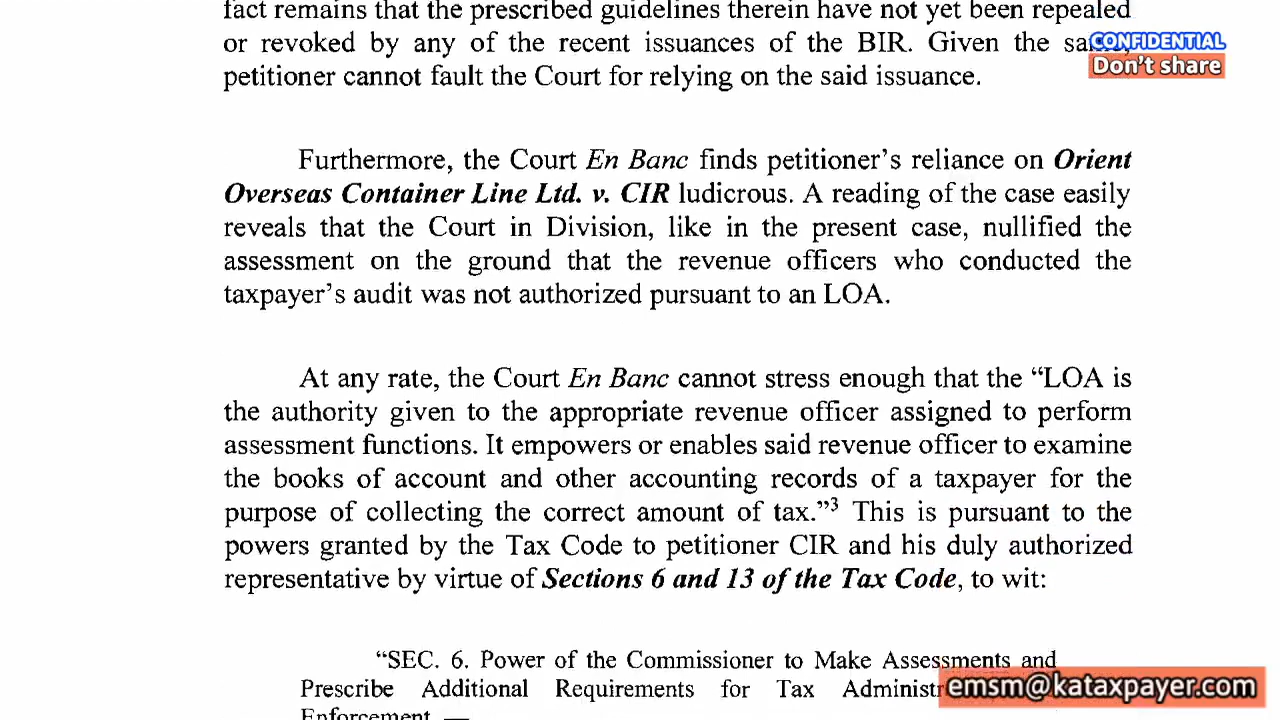 fact remains that the prescribed guidelines therein have not yet been repealed
or revoked by any of the recent issuances of the BIR. Given the
petitioner cannot fault the Court for relying on the said issuance.
CONFIDENTIAL
Don't share
Furthermore, the Court En Banc finds petitioner's reliance on Orient
Overseas Container Line Ltd. v. CIR ludicrous. A reading of the case easily
reveals that the Court in Division, like in the present case, nullified the
assessment on the ground that the revenue officers who conducted the
taxpayer's audit was not authorized pursuant to an LOA.
At any rate, the Court En Banc cannot stress enough that the “LOA is
the authority given to the appropriate revenue officer assigned to perform
assessment functions. It empowers or enables said revenue officer to examine
the books of account and other accounting records of a taxpayer for the
purpose of collecting the correct amount of tax.”3 This is pursuant to the
powers granted by the Tax Code to petitioner CIR and his duly authorized
representative by virtue of Sections 6 and 13 of the Tax Code, to wit:
“SEC. 6. Power of the Commissioner to Make Assessments and
Prescribe Additional Requirements for Tax
Enforcement. —
emsm@kataxpayer.com